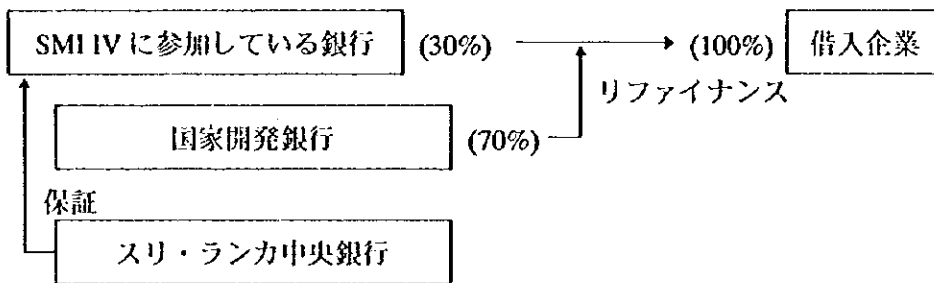 SMI IVに参加している銀行 (30%) (100%) 借入企業
リファイナンス
国家開発銀行 (70%)
保証
スリ・ランカ中央銀行